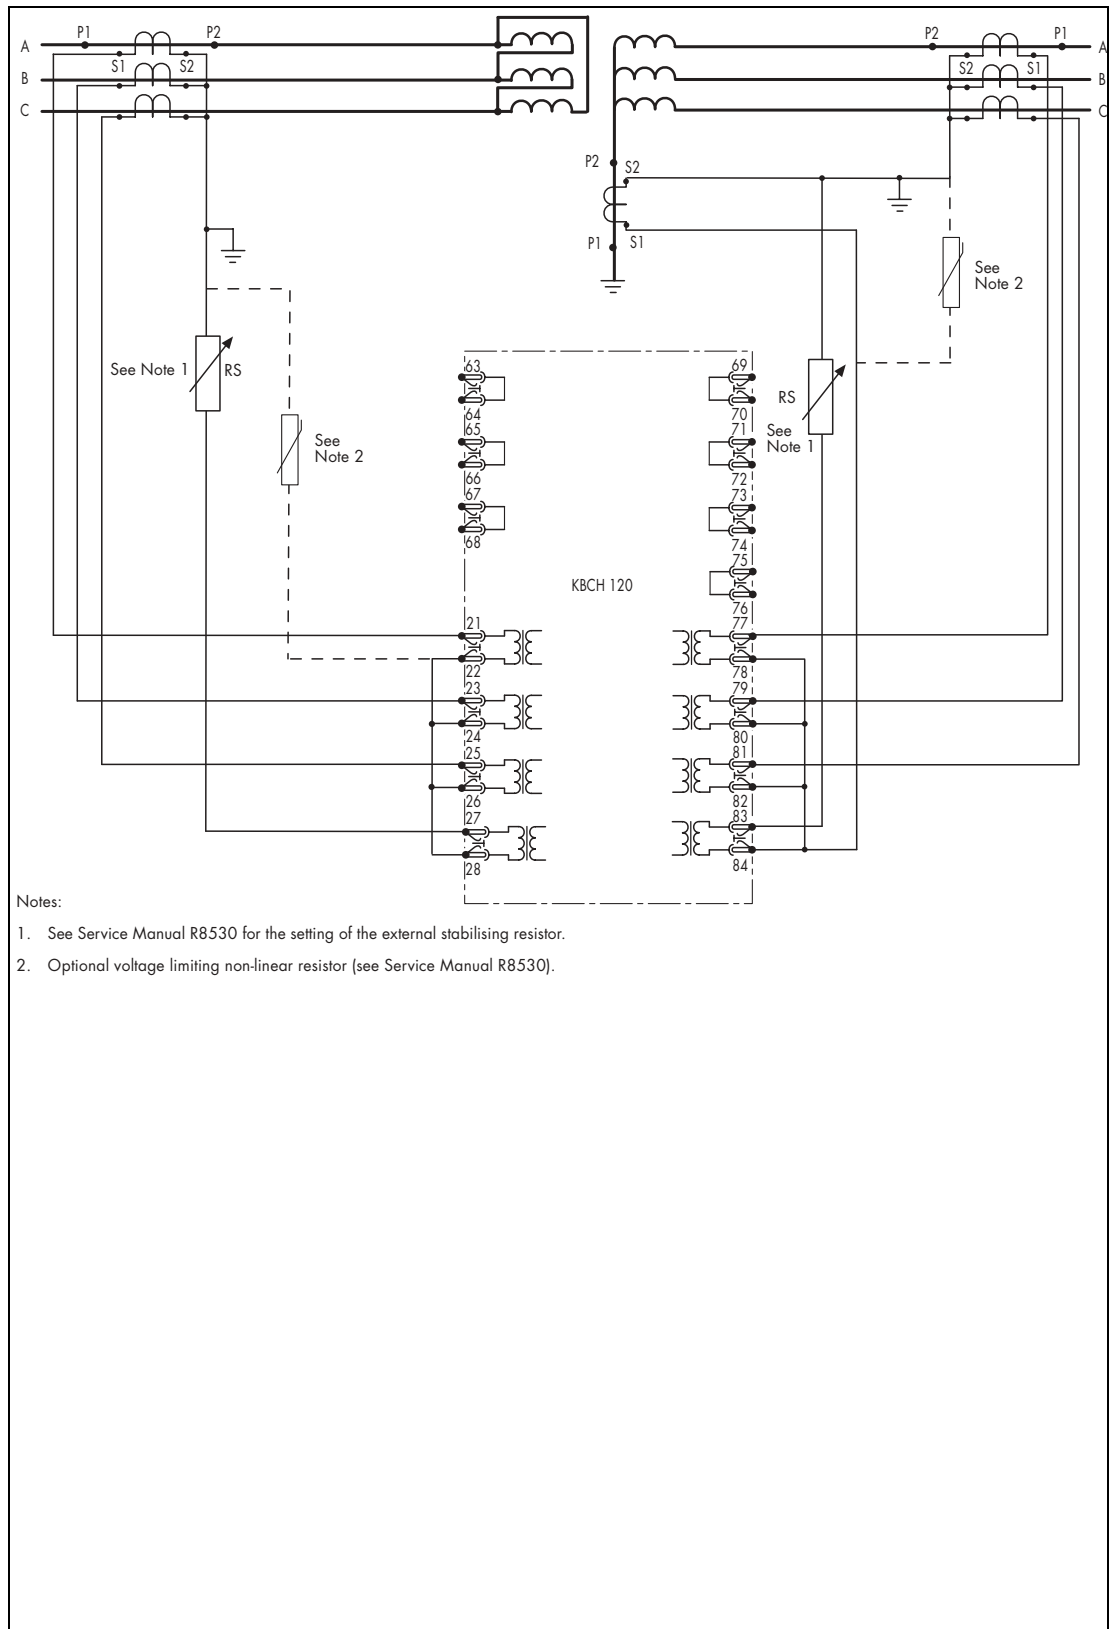 P1 P2 P2 P1
A A
S1 S2 S2 S1
B B
C C
P2 S2
P1 S1
See
Note 2
See Note 1 RS
RS
See
Note 1
See
Note 2
63 69
64 70
65 71
66 72
67 73
68 74
75
KBCH 120
76
21 77
22 78
23 79
24 80
25 81
26 82
27 83
28 84
Notes:
1. See Service Manual R8530 for the setting of the external stabilising resistor.
2. Optional voltage limiting non-linear resistor (see Service Manual R8530).